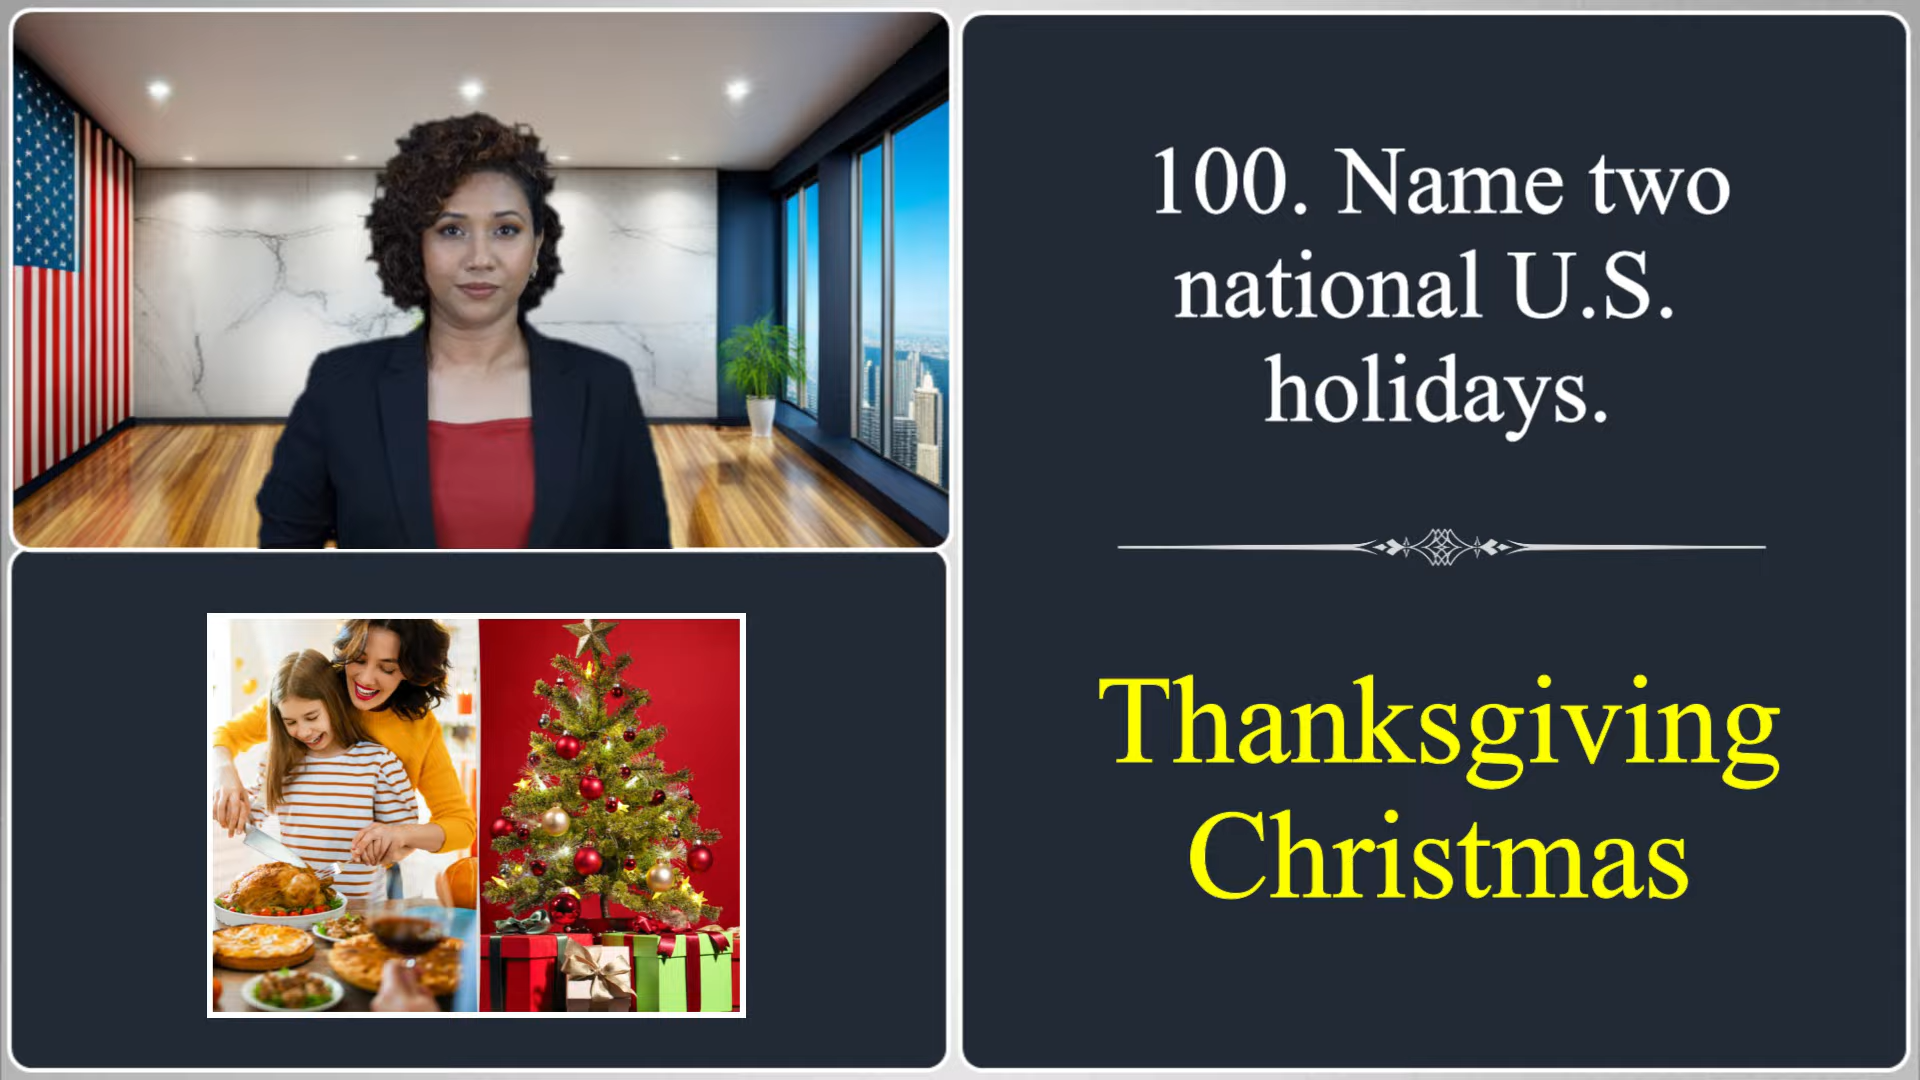 100. Name two
national U.S.
holidays.
Thanksgiving
Christmas